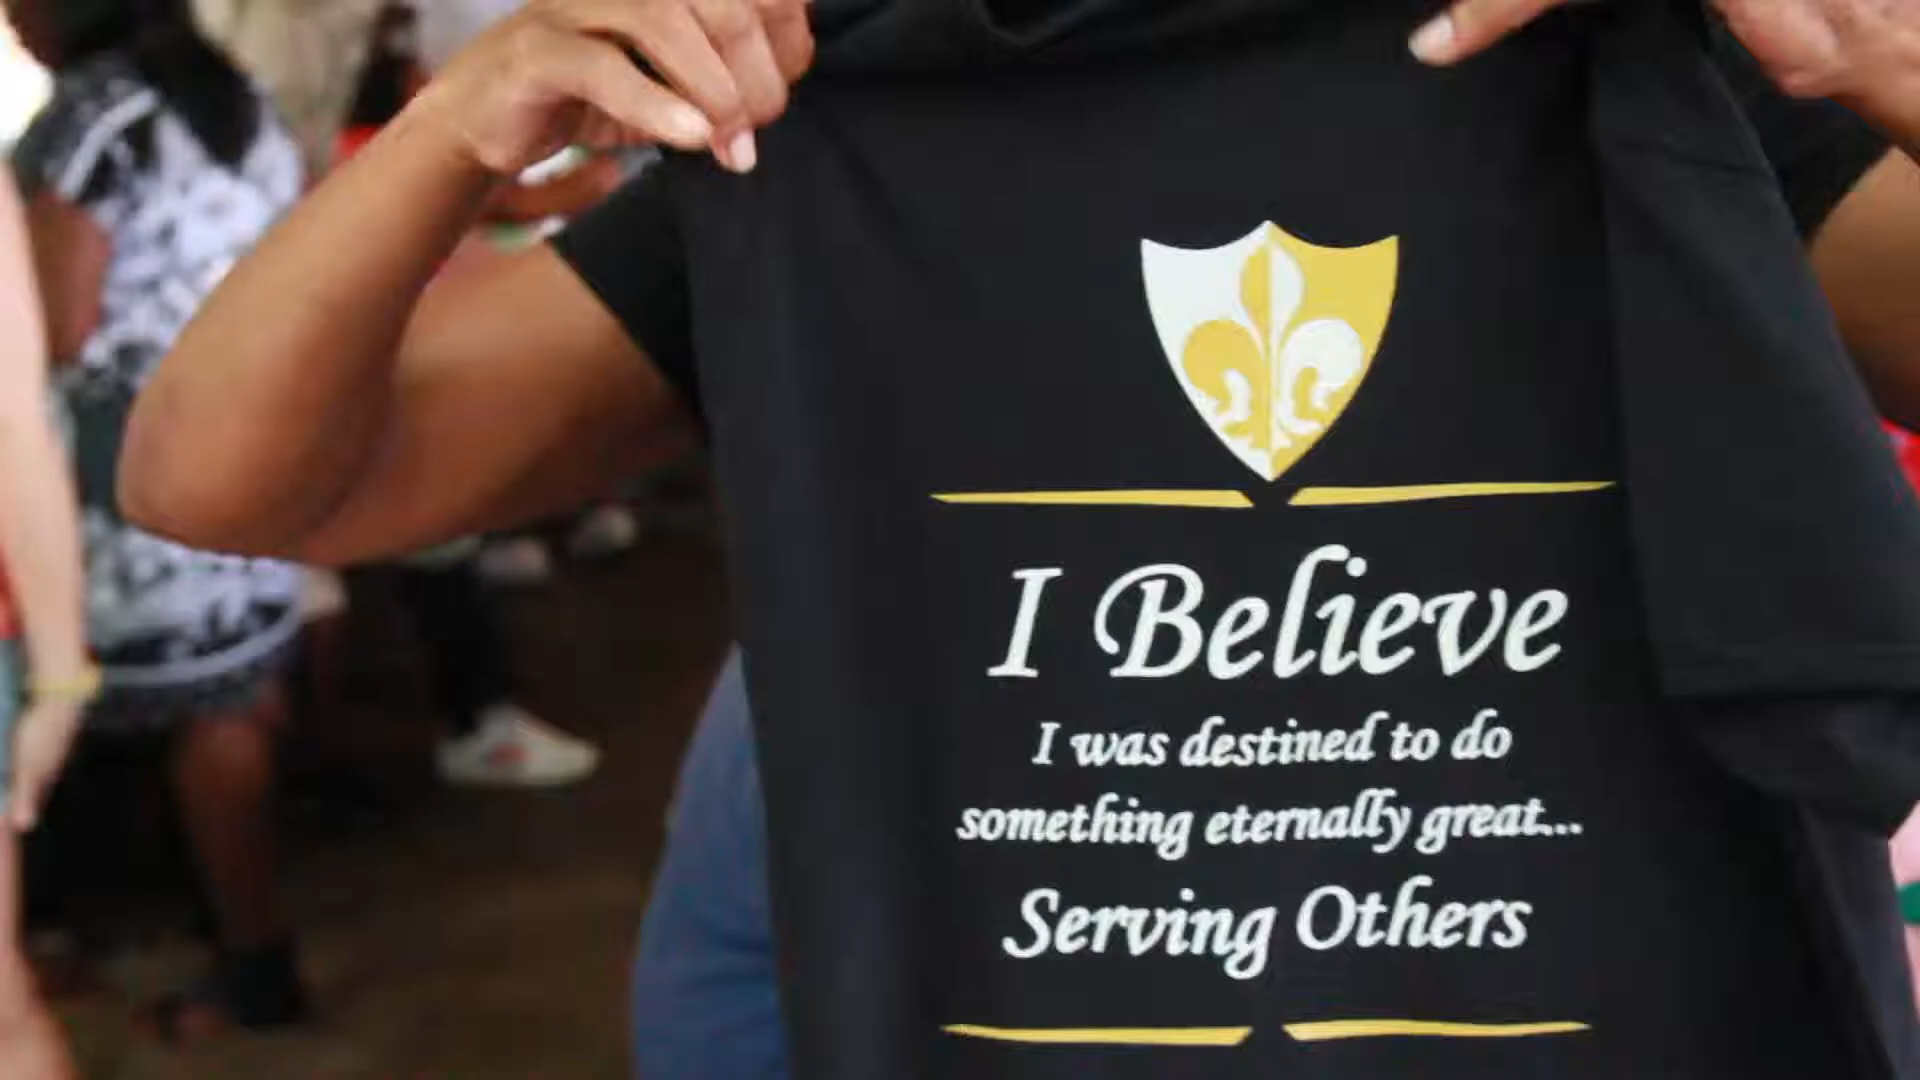 I Believe
I was destined to do
something eternally great...
Serving Others